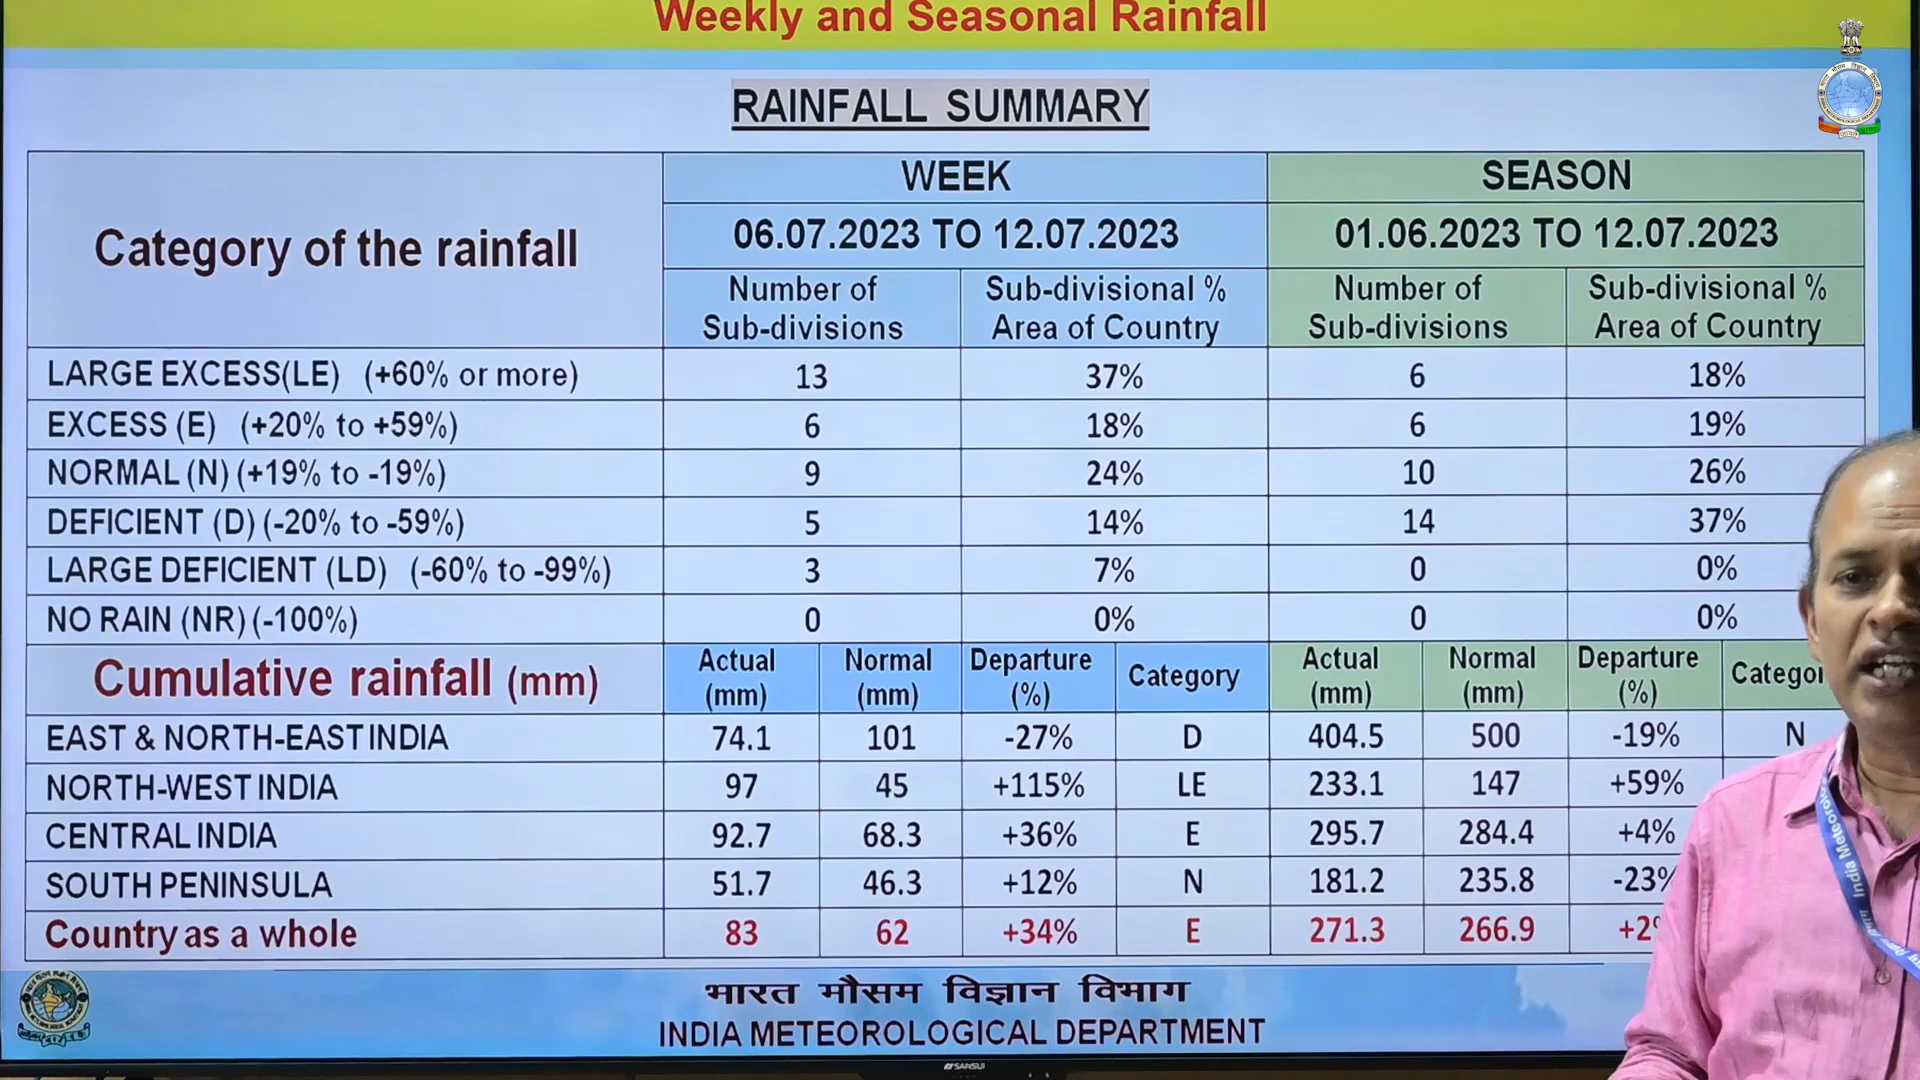 Weekly and Seasonal Rainfall
RAINFALL SUMMARY
Category of the rainfall
WEEK
SEASON
06.07.2023 TO 12.07.2023
01.06.2023 TO 12.07.2023
Number of Sub-divisions
Sub-divisional % Area of Country
Number of Sub-divisions
Sub-divisional % Area of Country
LARGE EXCESS(LE) (+60% or more) 13 37% 6 18%
EXCESS (E) (+20% to +59%) 6 18% 6 19%
NORMAL (N) (+19% to -19%) 9 24% 10 26%
DEFICIENT (D) (-20% to -59%) 5 14% 14 37%
LARGE DEFICIENT (LD) (-60% to -99%) 3 7% 0 0%
NO RAIN (NR) (-100%) 0 0% 0 0%
Cumulative rainfall (mm) Actual (mm) Normal (mm) Departure (%) Category Actual (mm) Normal (mm) Departure (%) Categor
EAST & NORTH-EAST INDIA 74.1 101 -27% D 404.5 500 -19% N
NORTH-WEST INDIA 97 45 +115% LE 233.1 147 +59%
CENTRAL INDIA 92.7 68.3 +36% E 295.7 284.4 +4%
SOUTH PENINSULA 51.7 46.3 +12% N 181.2 235.8 -23%
Country as a whole 83 62 +34% E 271.3 266.9 +2
भारत मौसम विज्ञान विभाग
INDIA METEOROLOGICAL DEPARTMENT
SANSUI
India Meteorolo